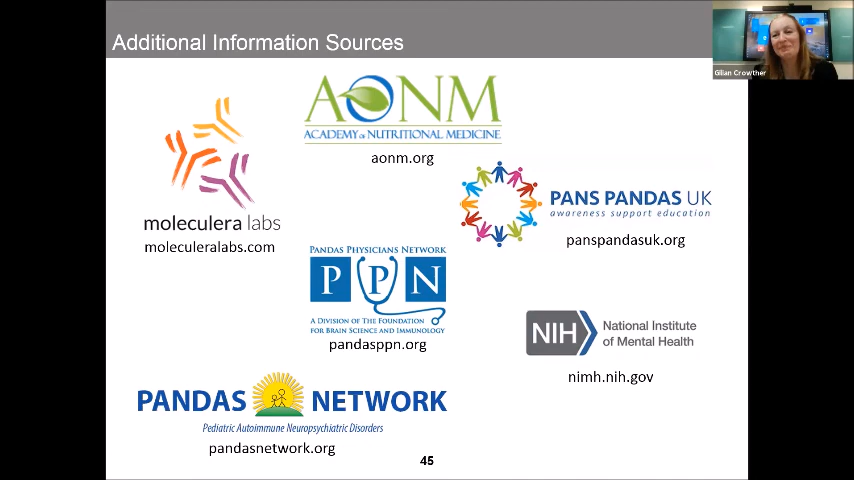 Additional Information Sources
Gilian Crowther
AONM
ACADEMY OF NUTRITIONAL MEDICINE
aonm.org
moleculera labs
moleculeralabs.com
PANS PANDAS UK
awareness support education
panspandasuk.org
PANDAS PHYSICIANS NETWORK
PPN
A DIVISION OF THE FOUNDATION
FOR BRAIN SCIENCE AND IMMUNOLOGY
pandasppn.org
NIH
National Institute
of Mental Health
nimh.nih.gov
PANDAS NETWORK
Pediatric Autoimmune Neuropsychiatric Disorders
pandasnetwork.org
45